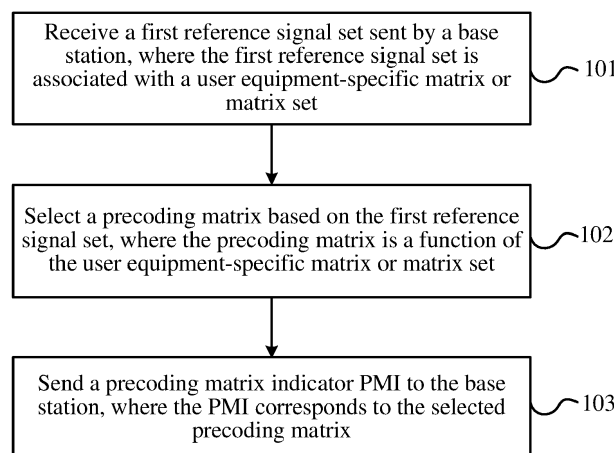 Receive a first reference signal set sent by a base
station, where the first reference signal set is
associated with a user equipment-specific matrix or
matrix set
101
Select a precoding matrix based on the first reference
signal set, where the precoding matrix is a function of
the user equipment-specific matrix or matrix set
102
Send a precoding matrix indicator PMI to the base
station, where the PMI corresponds to the selected
precoding matrix
103